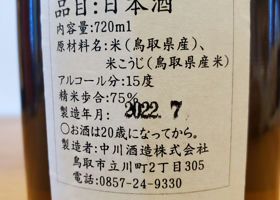 品目:日本酒
内容量:720ml
原材料名:米(鳥取県産)、
米こうじ(鳥取県産米)
アルコール分:15度
精米歩合:75%
製造年月: 2022.7
○お酒は20歳になってから。
製造者:中川酒造株式会社
鳥取市立川町2丁目305
電話:0857-24-9330